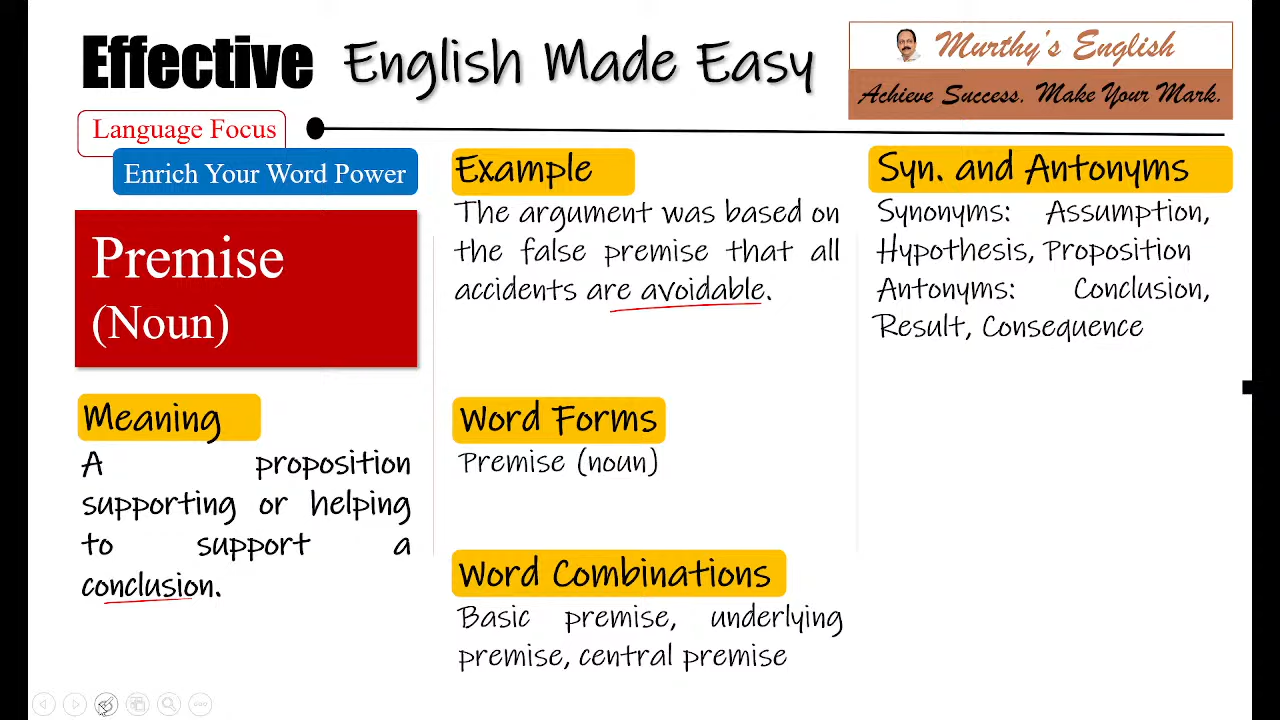 Effective English Made Easy
Murthy's English
Achieve Success. Make Your Mark.
Language Focus
Enrich Your Word Power
Premise
(Noun)
Meaning
A proposition
supporting or helping
to support a
conclusion.
Example
The argument was based on
the false premise that all
accidents are avoidable.
Word Forms
Premise (noun)
Word Combinations
Basic premise, underlying
premise, central premise
Syn. and Antonyms
Synonyms: Assumption,
Hypothesis, Proposition
Antonyms: Conclusion,
Result, Consequence